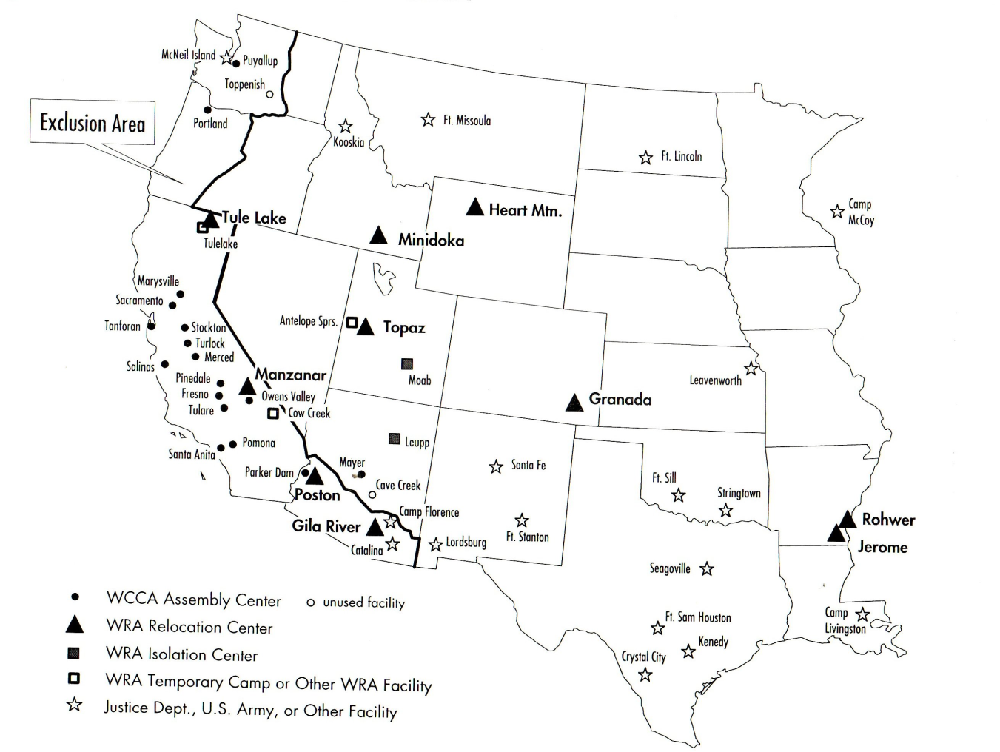 McNeil Island
Puyallup
Toppenish
Exclusion Area
Portland
Kooskia
Ft. Missoula
Ft. Lincoln
Camp
McCoy
Heart Mtn.
Tule Lake
Tulelake
Minidoka
Marysville
Sacramento
Tanforan
Stockton
Turlock
Merced
Salinas
Antelope Sprs.
Topaz
Moab
Leavenworth
Pinedale
Fresno
Tulare
Manzanar
Owens Valley
Cow Creek
Granada
Santa Anita
Pomona
Leupp
Parker Dam
Poston
Mayer
Cave Creek
Santa Fe
Ft. Sill
Stringtown
Camp Florence
Gila River
Catalina
Lordsburg
Ft. Stanton
Rohwer
Jerome
Seagoville
Ft. Sam Houston
Kenedy
Crystal City
Camp
Livingston
WCCA Assembly Center
unused facility
WRA Relocation Center
WRA Isolation Center
WRA Temporary Camp or Other WRA Facility
Justice Dept., U.S. Army, or Other Facility